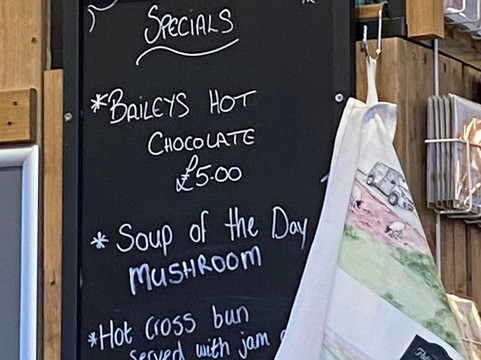 SPECIALS
*BAILEYS HOT
CHOCOLATE
£5.00
* Soup of the Day
MUSHROOM
*Hot cross bun
served with jam